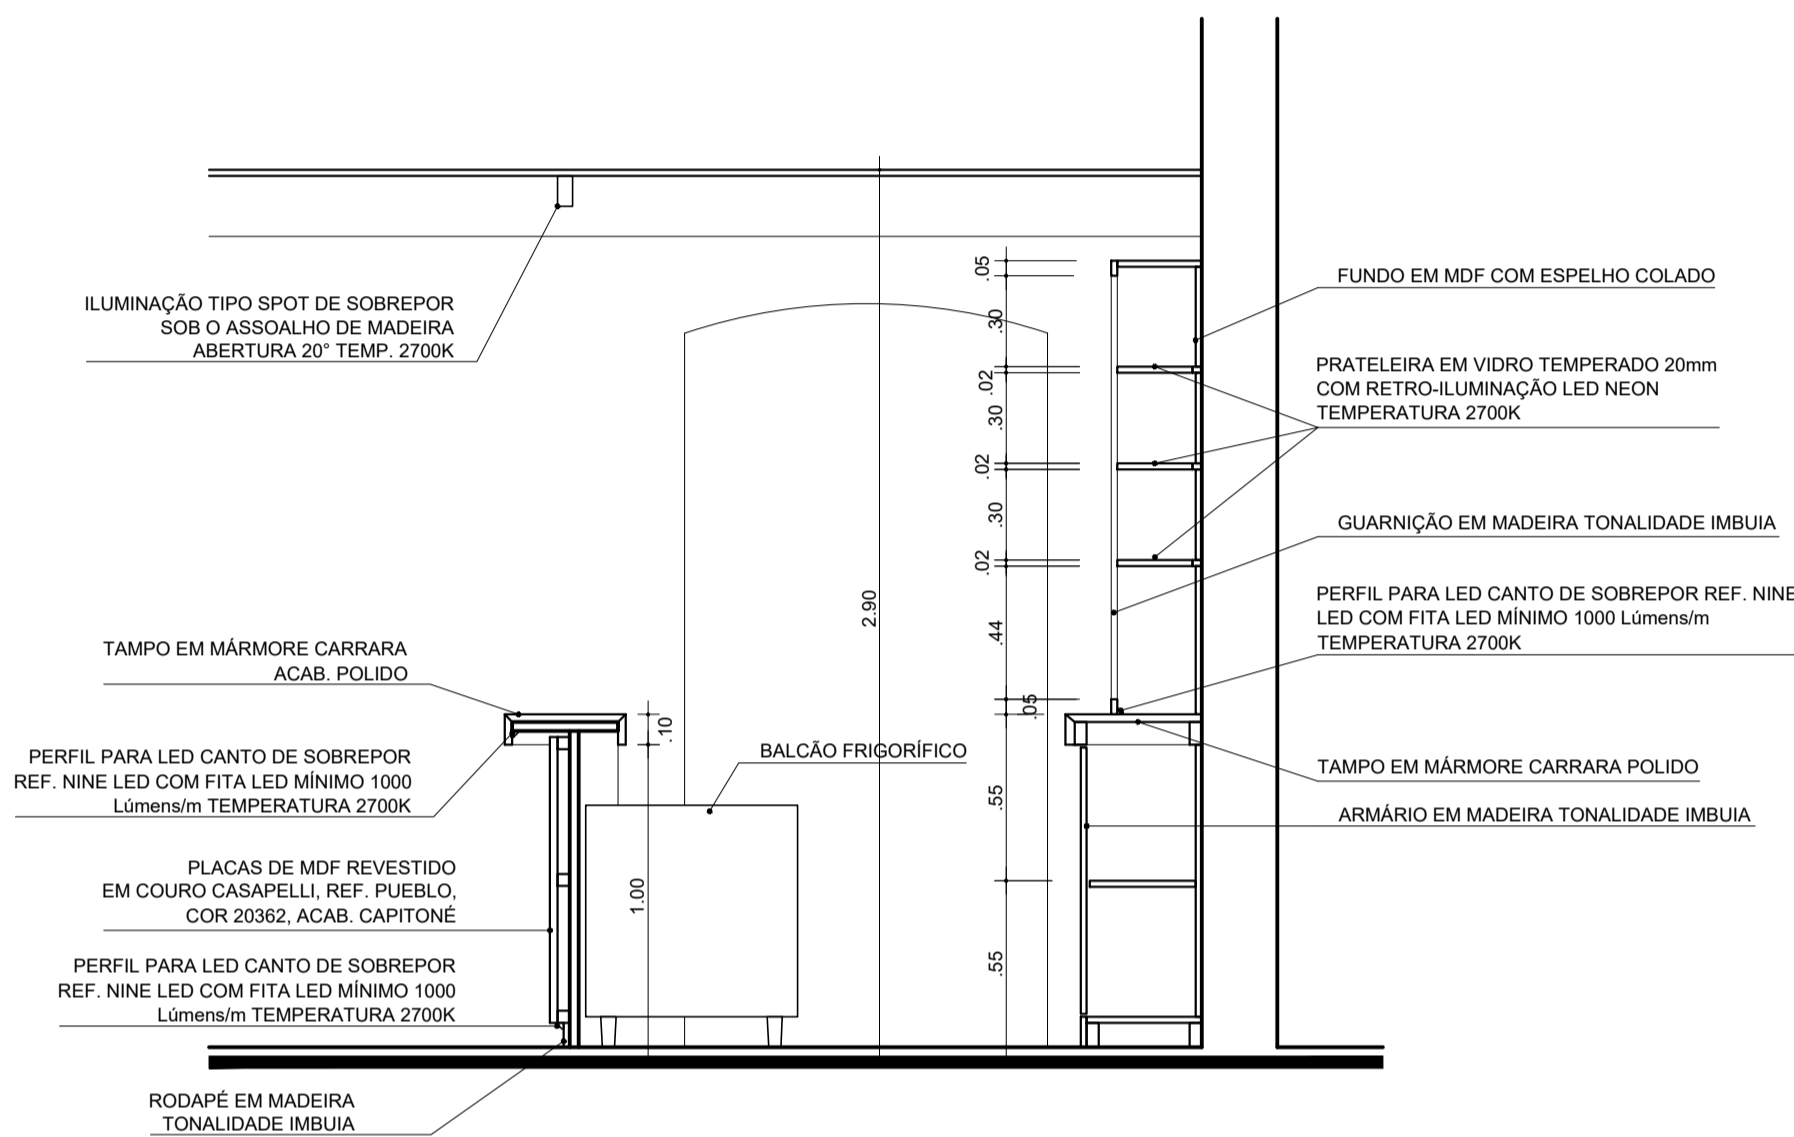 ILUMINAÇÃO TIPO SPOT DE SOBREPOR
SOB O ASSOALHO DE MADEIRA
ABERTURA 20° TEMP. 2700K
TAMPO EM MÁRMORE CARRARA
ACAB. POLIDO
PERFIL PARA LED CANTO DE SOBREPOR
REF. NINE LED COM FITA LED MÍNIMO 1000
Lúmens/m TEMPERATURA 2700K
PLACAS DE MDF REVESTIDO
EM COURO CASAPELLI, REF. PUEBLO,
COR 20362, ACAB. CAPITONÉ
PERFIL PARA LED CANTO DE SOBREPOR
REF. NINE LED COM FITA LED MÍNIMO 1000
Lúmens/m TEMPERATURA 2700K
RODAPÉ EM MADEIRA
TONALIDADE IMBUIA
.10
1.00
BALCÃO FRIGORÍFICO
2.90
.05
.30
.02
.30
.02
.30
.02
.44
.05
.55
.55
FUNDO EM MDF COM ESPELHO COLADO
PRATELEIRA EM VIDRO TEMPERADO 20mm
COM RETRO-ILUMINAÇÃO LED NEON
TEMPERATURA 2700K
GUARNIÇÃO EM MADEIRA TONALIDADE IMBUIA
PERFIL PARA LED CANTO DE SOBREPOR REF. NINE
LED COM FITA LED MÍNIMO 1000 Lúmens/m
TEMPERATURA 2700K
TAMPO EM MÁRMORE CARRARA POLIDO
ARMÁRIO EM MADEIRA TONALIDADE IMBUIA